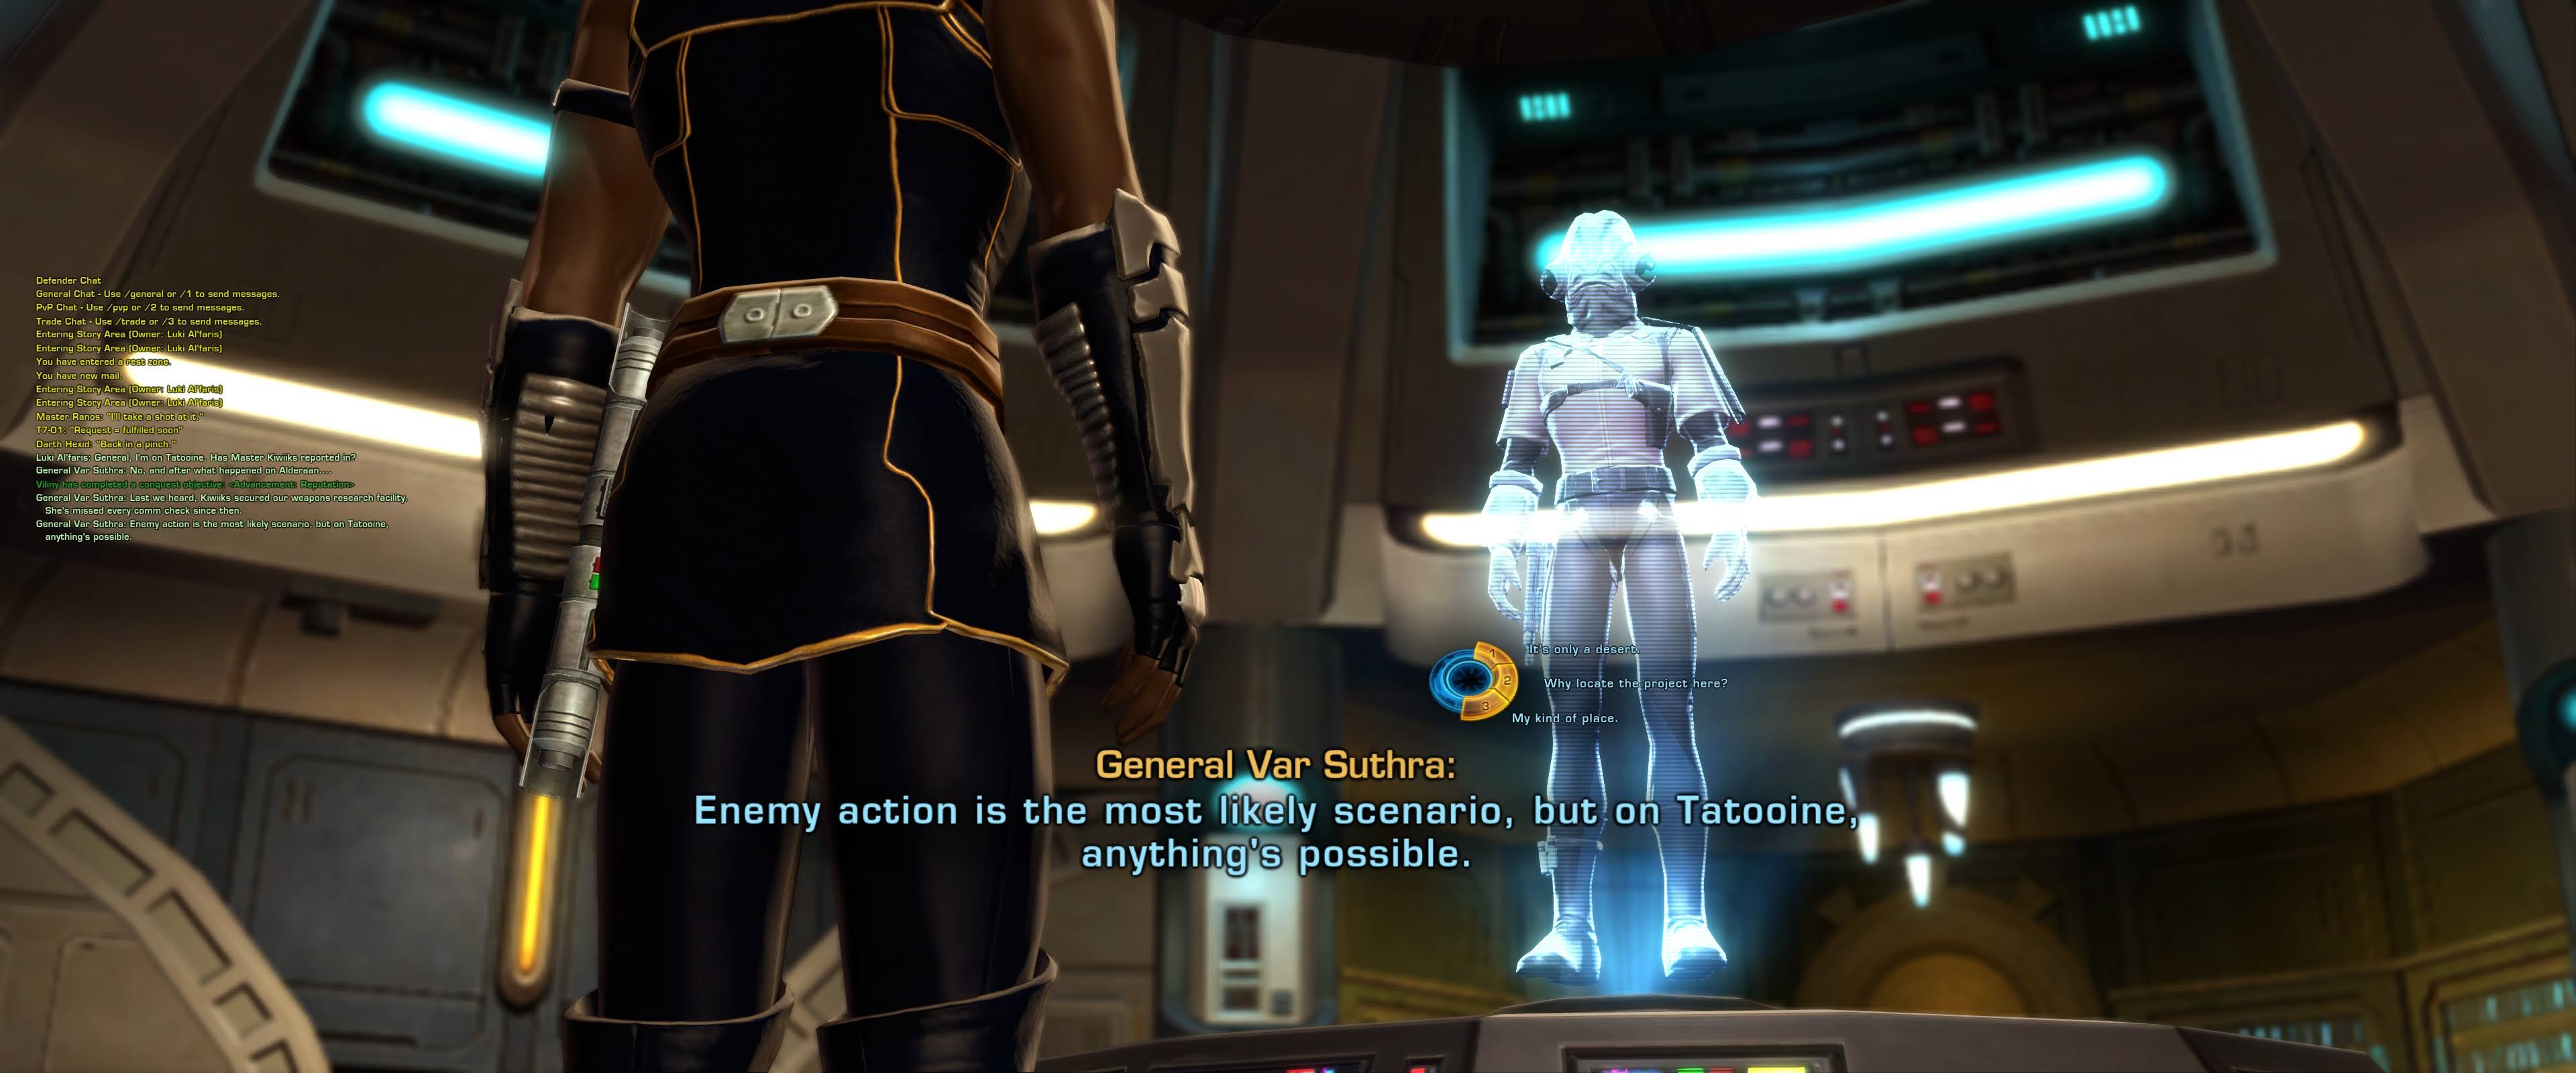 Defender Chat
General Chat - Use /general or /1 to send messages.
PvP Chat - Use /pvp or /2 to send messages.
Trade Chat - Use /trade or /3 to send messages.
Entering Story Area (Owner: Luki Al'faris)
Entering Story Area (Owner: Luki Al'faris)
You have entered a rest zone.
You have new mail.
Entering Story Area (Owner: Luki Al'faris)
Entering Story Area (Owner: Luki Al'faris)
Master Ranos: "I'll take a shot at it."
T7-O1: "Request = fulfilled soon"
Darth Hexid: "Back in a pinch."
Luki Al'faris: General, I'm on Tatooine. Has Master Kiwiiks reported in?
General Var Suthra: No, and after what happened on Alderaan....
Viliny has completed a conquest objective: <Advancement: Reputation>
General Var Suthra: Last we heard, Kiwiiks secured our weapons research facility.
She's missed every comm check since then.
General Var Suthra: Enemy action is the most likely scenario, but on Tatooine,
anything's possible.
1 It's only a desert.
2 Why locate the project here?
3 My kind of place.
General Var Suthra:
Enemy action is the most likely scenario, but on Tatooine,
anything's possible.